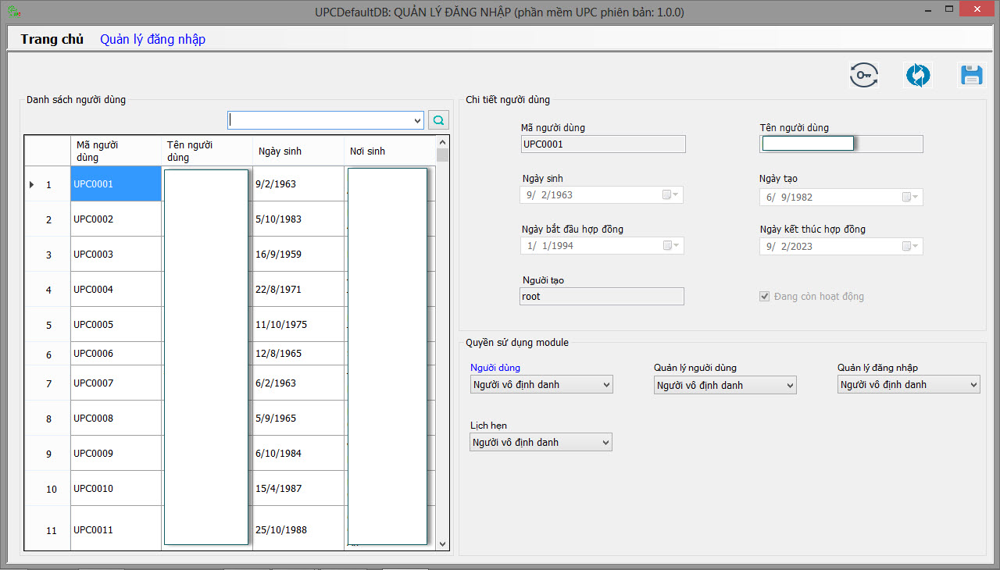 UPCDefaultDB: QUẢN LÝ ĐĂNG NHẬP (phần mềm UPC phiên bản: 1.0.0)
Trang chủ Quản lý đăng nhập
Danh sách người dùng
Mã người dùng Tên người dùng Ngày sinh Nơi sinh
1 UPC0001 9/2/1963
2 UPC0002 5/10/1983
3 UPC0003 16/9/1959
4 UPC0004 22/8/1971
5 UPC0005 11/10/1975
6 UPC0006 12/8/1965
7 UPC0007 6/2/1963
8 UPC0008 5/9/1965
9 UPC0009 6/10/1984
10 UPC0010 15/4/1987
11 UPC0011 25/10/1988
Chi tiết người dùng
Mã người dùng Tên người dùng
UPC0001
Ngày sinh Ngày tạo
9/ 2/1963 6/ 9/1982
Ngày bắt đầu hợp đồng Ngày kết thúc hợp đồng
1/ 1/1994 9/ 2/2023
Người tạo
root Đang còn hoạt động
Quyền sử dụng module
Người dùng Quản lý người dùng Quản lý đăng nhập
Người vô định danh Người vô định danh Người vô định danh
Lịch hẹn
Người vô định danh